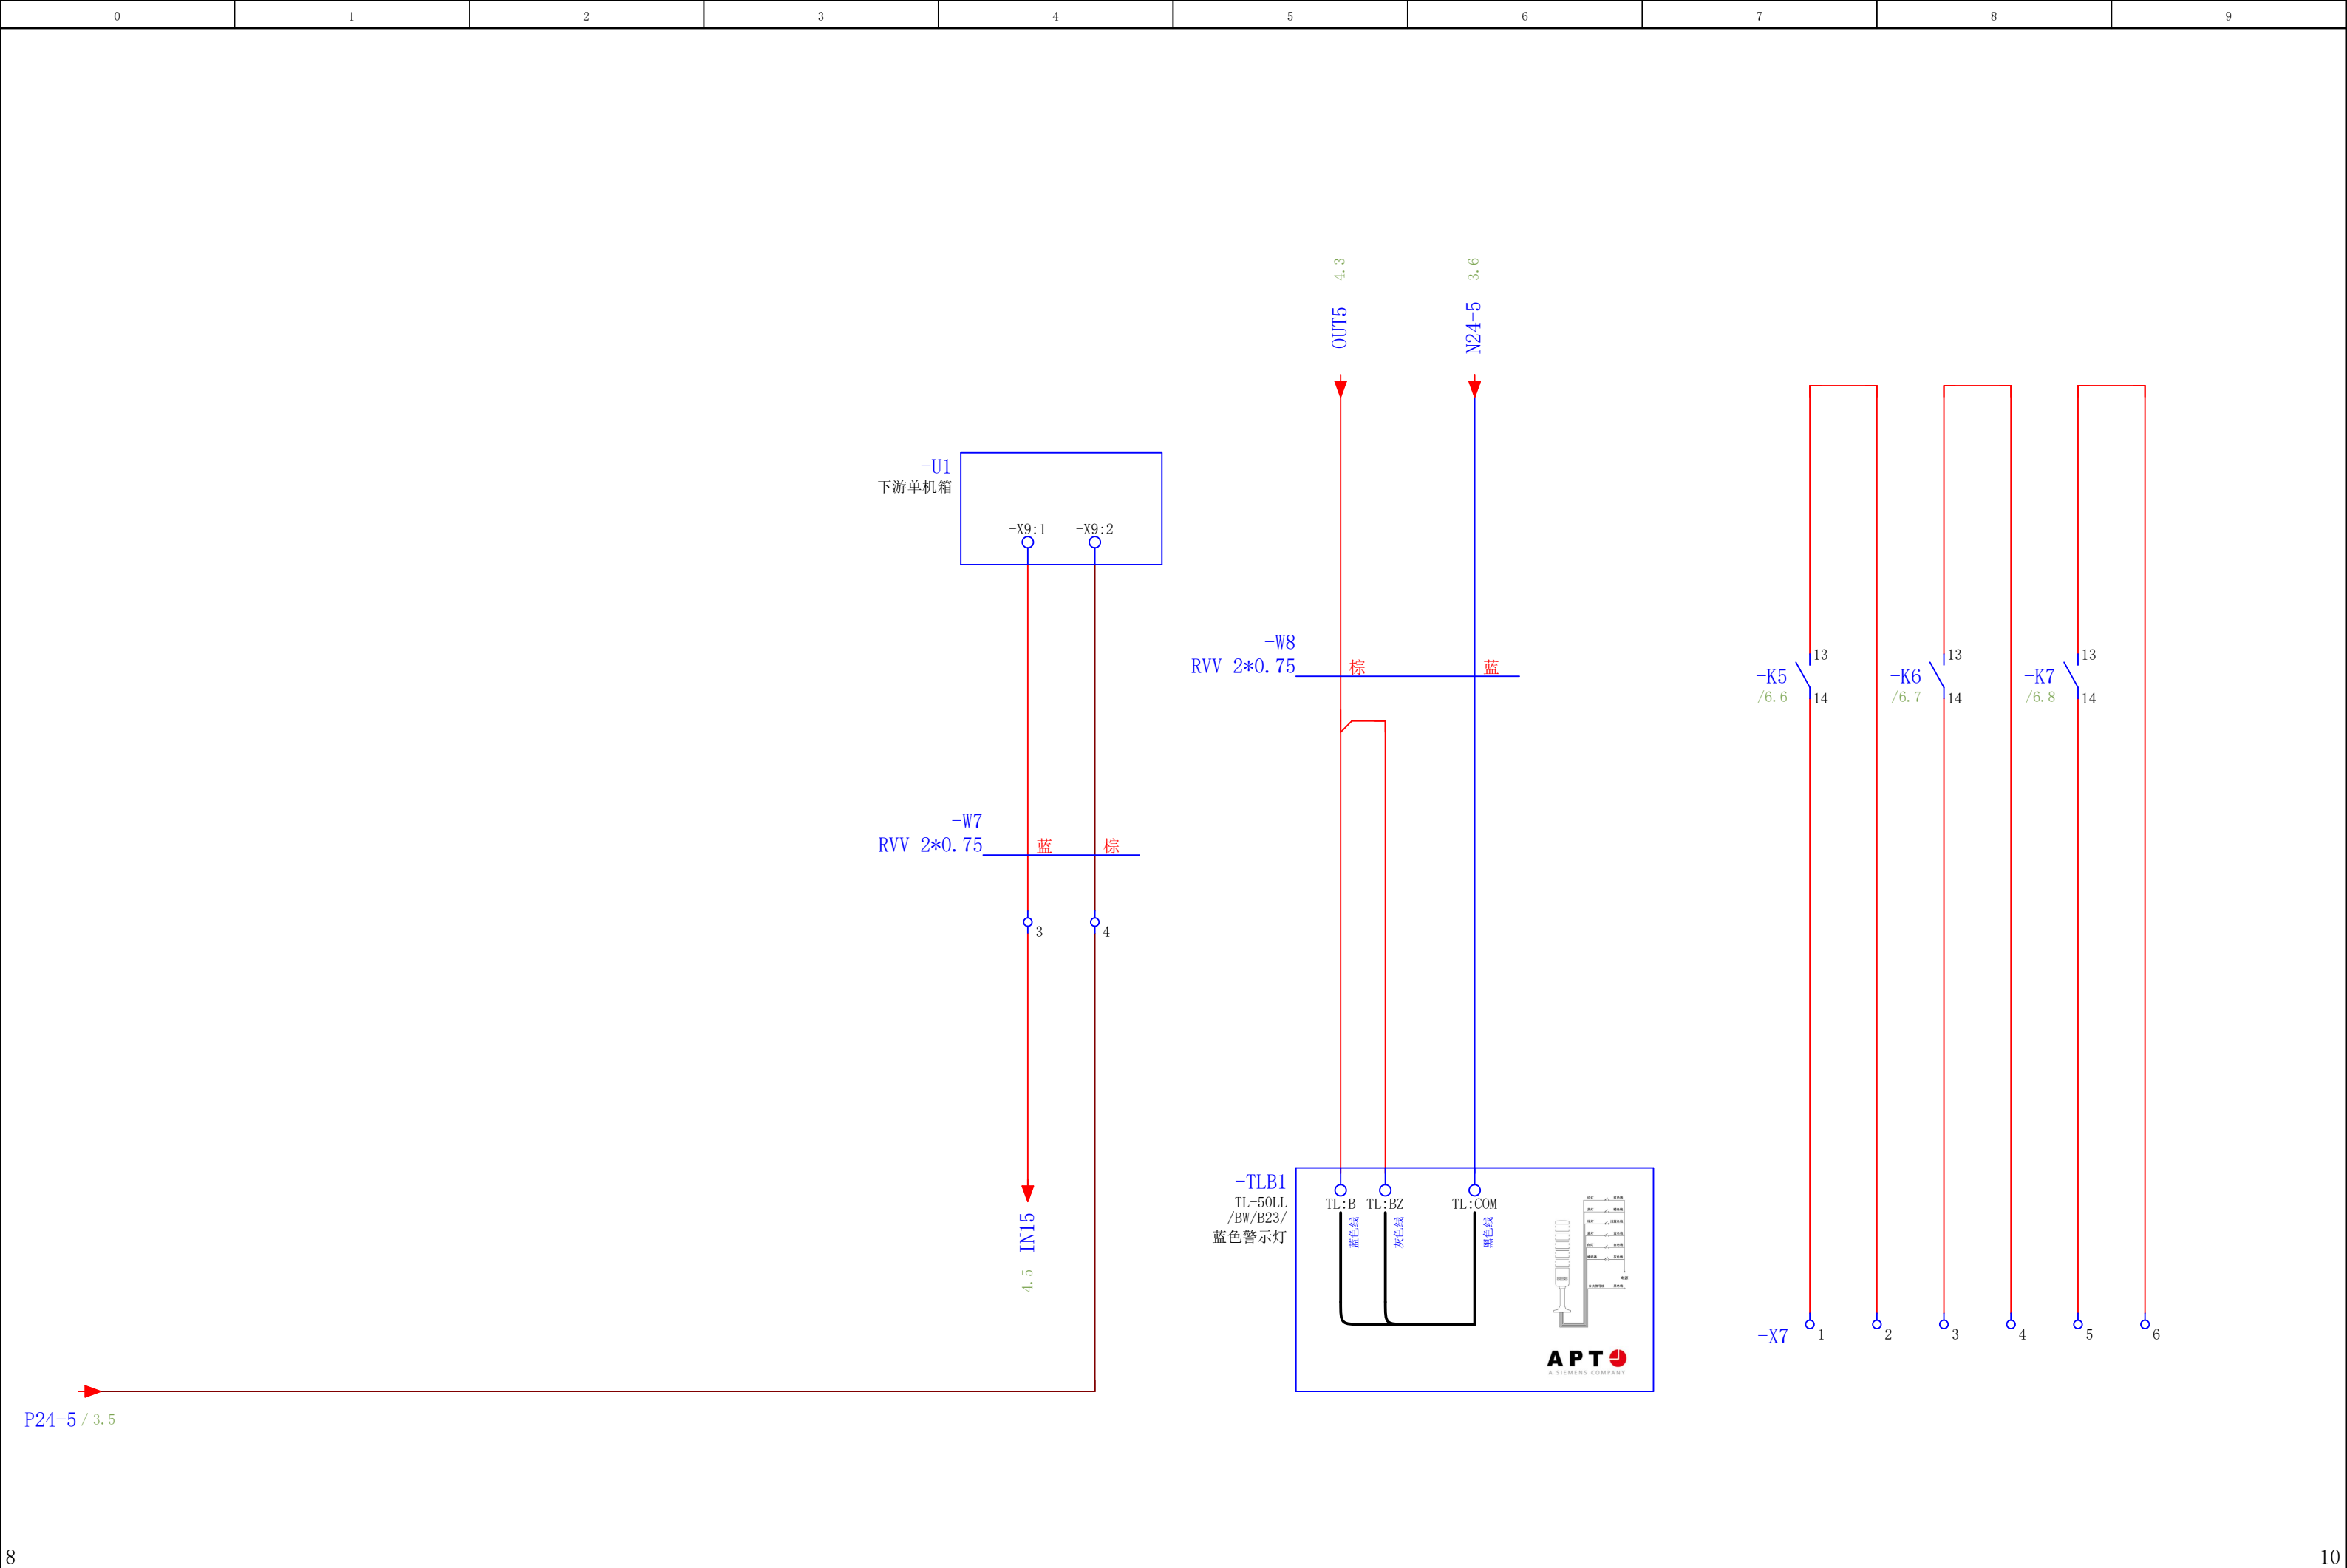 0 1 2 3 4 5 6 7 8 9
4.3
OUT5
3.6
N24-5
-U1
下游单机箱
-X9:1 -X9:2
-W8
RVV 2*0.75
棕 蓝
-K5
/6.6
13
14
-K6
/6.7
13
14
-K7
/6.8
13
14
-W7
RVV 2*0.75
蓝 棕
3 4
IN15
4.5
-TLB1
TL-50LL
/BW/B23/
蓝色警示灯
TL:B TL:BZ TL:COM
蓝色线 灰色线 黑色线
APT
A SIEMENS COMPANY
-X7 1 2 3 4 5 6
P24-5 / 3.5
8 10